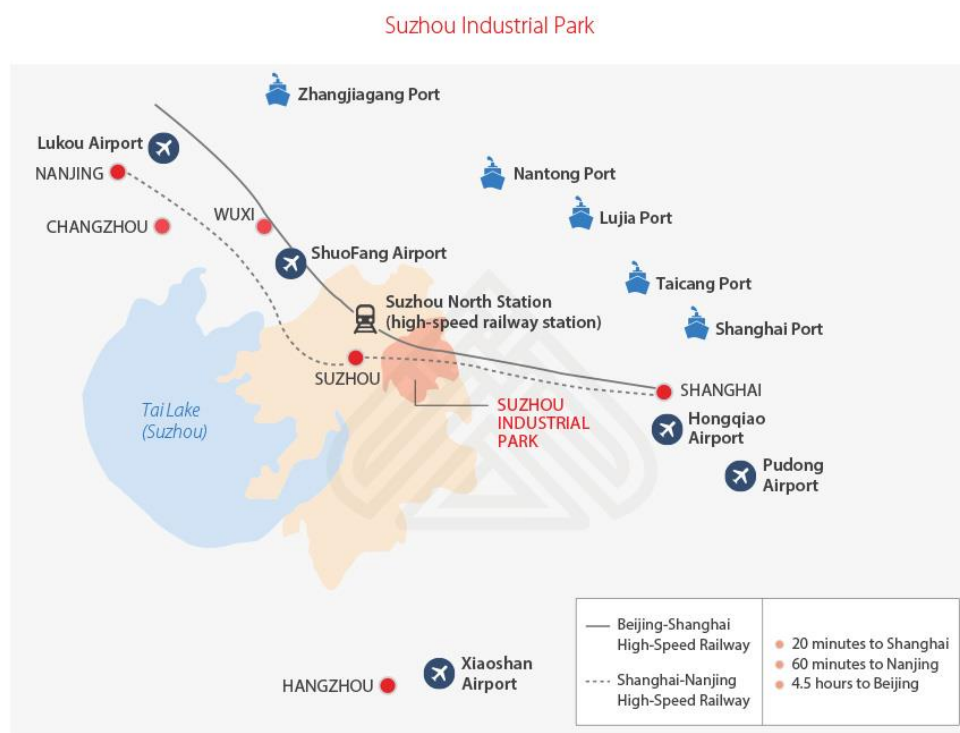 Suzhou Industrial Park
Zhangjiagang Port
Lukou Airport
NANJING
Nantong Port
WUXI
Lujia Port
CHANGZHOU
ShuoFang Airport
Taicang Port
Suzhou North Station
(high-speed railway station)
Shanghai Port
SUZHOU
SHANGHAI
Tai Lake
(Suzhou)
SUZHOU
INDUSTRIAL
PARK
Hongqiao
Airport
Pudong
Airport
HANGZHOU
Xiaoshan
Airport
Beijing-Shanghai
High-Speed Railway
Shanghai-Nanjing
High-Speed Railway
20 minutes to Shanghai
60 minutes to Nanjing
4.5 hours to Beijing